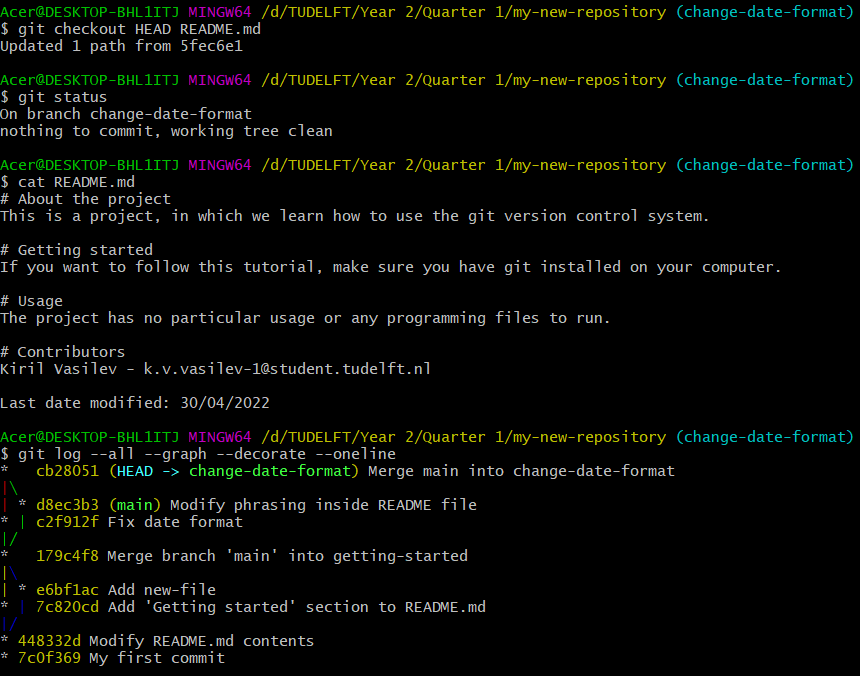 Acer@DESKTOP-BHL1ITJ MINGW64 /d/TUDELFT/Year 2/Quarter 1/my-new-repository (change-date-format)
$ git checkout HEAD README.md
Updated 1 path from 5fec6e1

Acer@DESKTOP-BHL1ITJ MINGW64 /d/TUDELFT/Year 2/Quarter 1/my-new-repository (change-date-format)
$ git status
On branch change-date-format
nothing to commit, working tree clean

Acer@DESKTOP-BHL1ITJ MINGW64 /d/TUDELFT/Year 2/Quarter 1/my-new-repository (change-date-format)
$ cat README.md
# About the project
This is a project, in which we learn how to use the git version control system.

# Getting started
If you want to follow this tutorial, make sure you have git installed on your computer.

# Usage
The project has no particular usage or any programming files to run.

# Contributors
Kiril Vasilev - k.v.vasilev-1@student.tudelft.nl

Last date modified: 30/04/2022

Acer@DESKTOP-BHL1ITJ MINGW64 /d/TUDELFT/Year 2/Quarter 1/my-new-repository (change-date-format)
$ git log --all --graph --decorate --oneline
*   cb28051 (HEAD -> change-date-format) Merge main into change-date-format
|\
| * d8ec3b3 (main) Modify phrasing inside README file
* | c2f912f Fix date format
|/
*   179c4f8 Merge branch 'main' into getting-started
|\
| * e6bf1ac Add new-file
* | 7c820cd Add 'Getting started' section to README.md
|/
* 448332d Modify README.md contents
* 7c0f369 My first commit